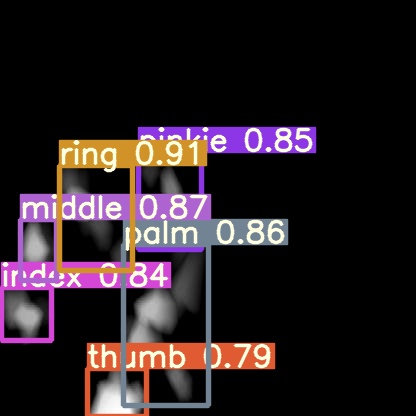 pinkie 0.85
ring 0.91
middle 0.87
palm 0.86
index 0.84
thumb 0.79